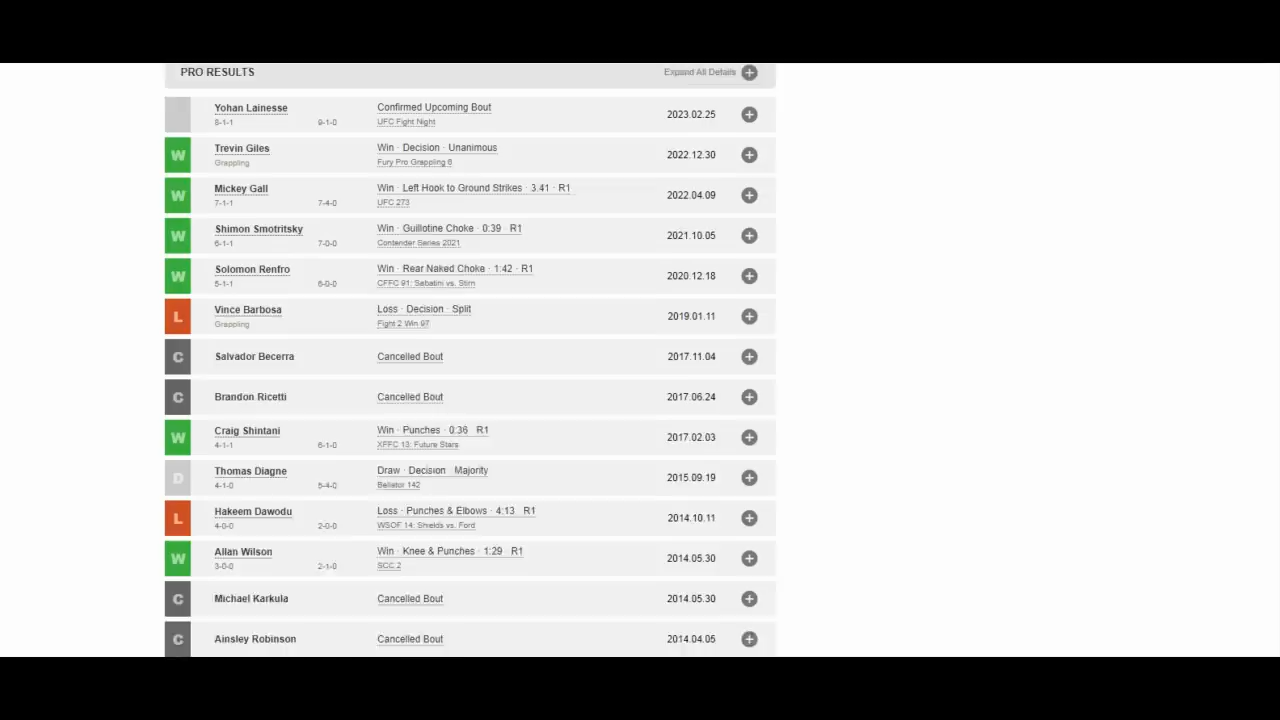 PRO RESULTS Expand All Details
Yohan Lainesse Confirmed Upcoming Bout
8-1-1 9-1-0 UFC Fight Night 2023.02.25
W Trevin Giles Win · Decision · Unanimous
Grappling Fury Pro Grappling 6 2022.12.30
W Mickey Gall Win · Left Hook to Ground Strikes · 3:41 · R1
7-1-1 7-4-0 UFC 273 2022.04.09
W Shimon Smotritsky Win · Guillotine Choke · 0:39 · R1
6-1-1 7-0-0 Contender Series 2021 2021.10.05
W Solomon Renfro Win · Rear Naked Choke · 1:42 · R1
5-1-1 6-0-0 CFFC 91: Sabatini vs. Stirn 2020.12.18
L Vince Barbosa Loss · Decision · Split
Grappling Fight 2 Win 97 2019.01.11
C Salvador Becerra Cancelled Bout 2017.11.04
C Brandon Ricetti Cancelled Bout 2017.06.24
W Craig Shintani Win · Punches · 0:36 · R1
4-1-1 6-1-0 XFFC 13: Future Stars 2017.02.03
D Thomas Diagne Draw · Decision · Majority
4-1-0 5-4-0 Bellator 142 2015.09.19
L Hakeem Dawodu Loss · Punches & Elbows · 4:13 · R1
4-0-0 2-0-0 WSOF 14: Shields vs. Ford 2014.10.11
W Allan Wilson Win · Knee & Punches · 1:29 · R1
3-0-0 2-1-0 SCC 2 2014.05.30
C Michael Karkula Cancelled Bout 2014.05.30
C Ainsley Robinson Cancelled Bout 2014.04.05